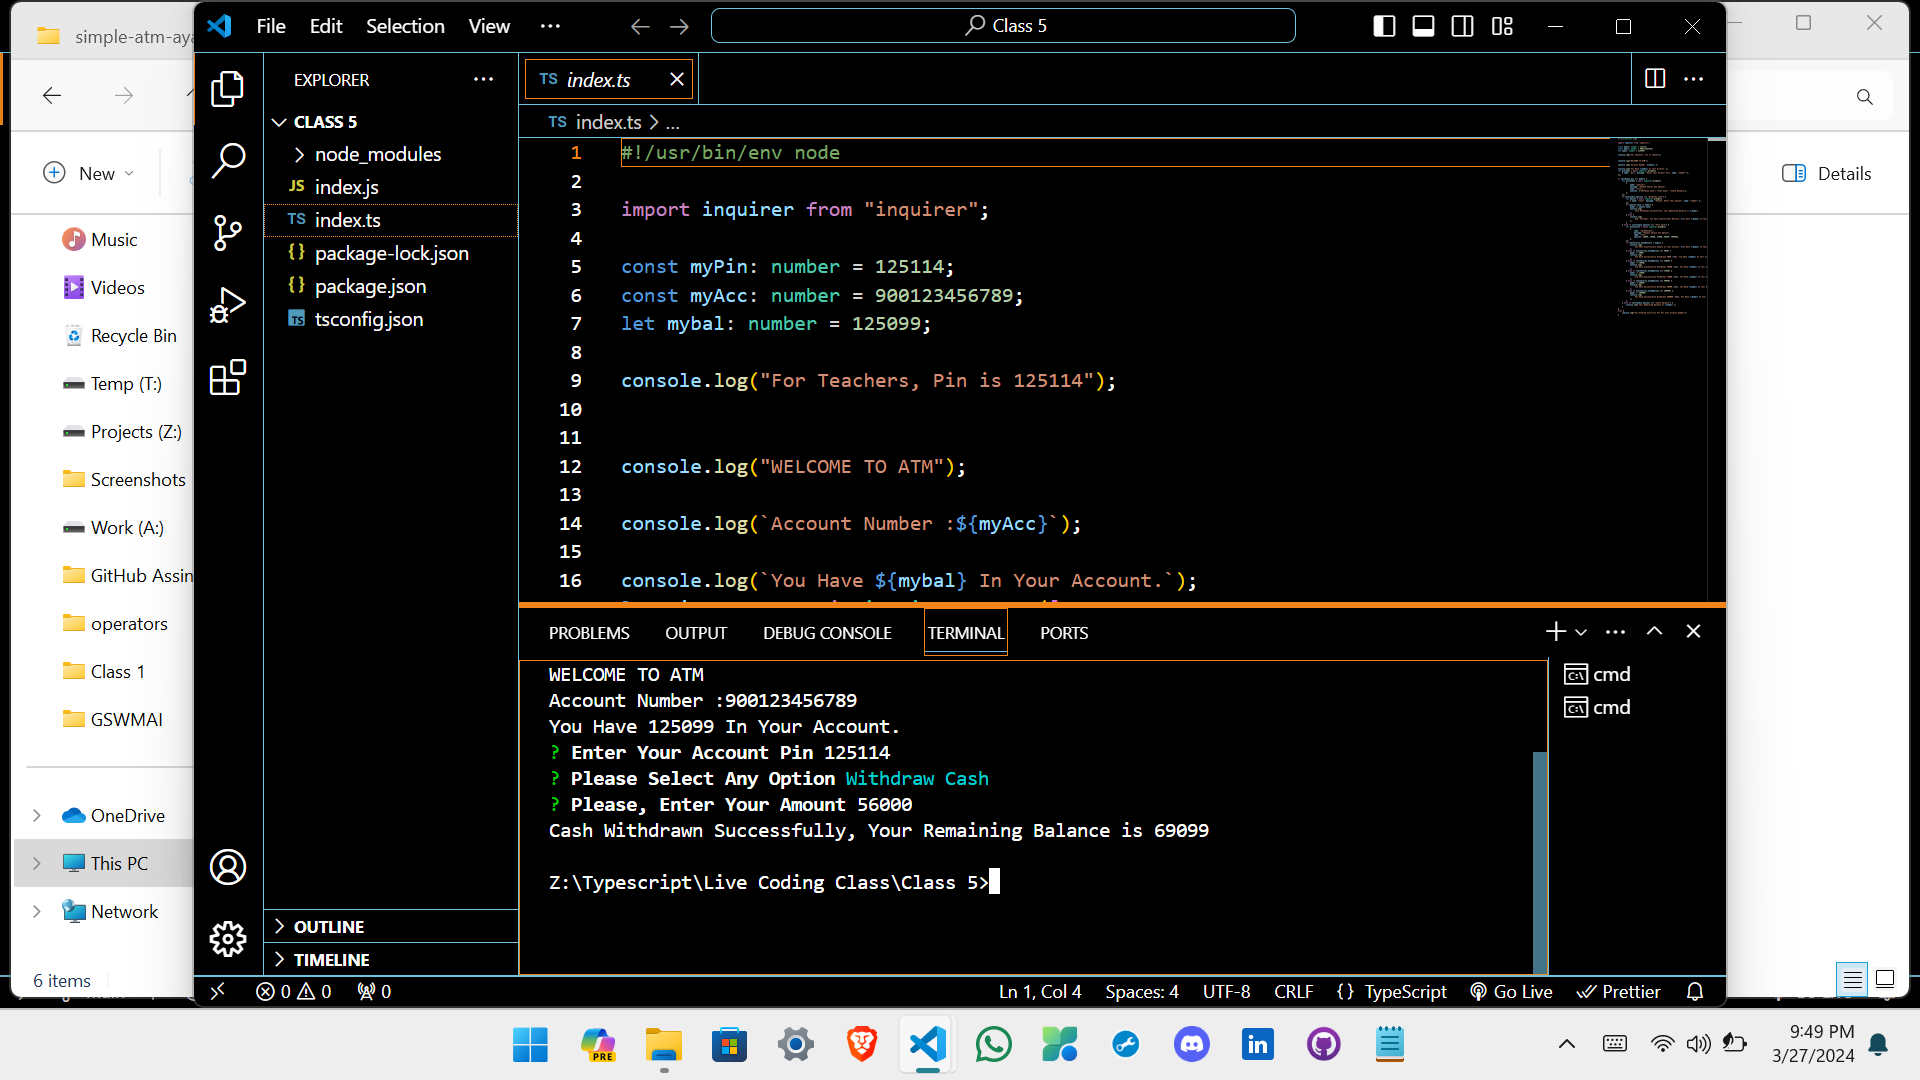 simple-atm-aya
File Edit Selection View
Class 5
New
Details
Music
Videos
Recycle Bin
Temp (T:)
Projects (Z:)
Screenshots
Work (A:)
GitHub Assin
operators
Class 1
GSWMAI
OneDrive
This PC
Network
6 items
EXPLORER
CLASS 5
node_modules
JS index.js
TS index.ts
{} package-lock.json
{} package.json
TS tsconfig.json
OUTLINE
TIMELINE
TS index.ts
TS index.ts > ...
1 #!/usr/bin/env node
2
3 import inquirer from "inquirer";
4
5 const myPin: number = 125114;
6 const myAcc: number = 900123456789;
7 let mybal: number = 125099;
8
9 console.log("For Teachers, Pin is 125114");
10
11
12 console.log("WELCOME TO ATM");
13
14 console.log(`Account Number :${myAcc}`);
15
16 console.log(`You Have ${mybal} In Your Account.`);
PROBLEMS OUTPUT DEBUG CONSOLE TERMINAL PORTS
WELCOME TO ATM
Account Number :900123456789
You Have 125099 In Your Account.
? Enter Your Account Pin 125114
? Please Select Any Option Withdraw Cash
? Please, Enter Your Amount 56000
Cash Withdrawn Successfully, Your Remaining Balance is 69099
Z:\Typescript\Live Coding Class\Class 5>
cmd
cmd
0 0 0
Ln 1, Col 4 Spaces: 4 UTF-8 CRLF {} TypeScript Go Live Prettier
PRE
9:49 PM
3/27/2024